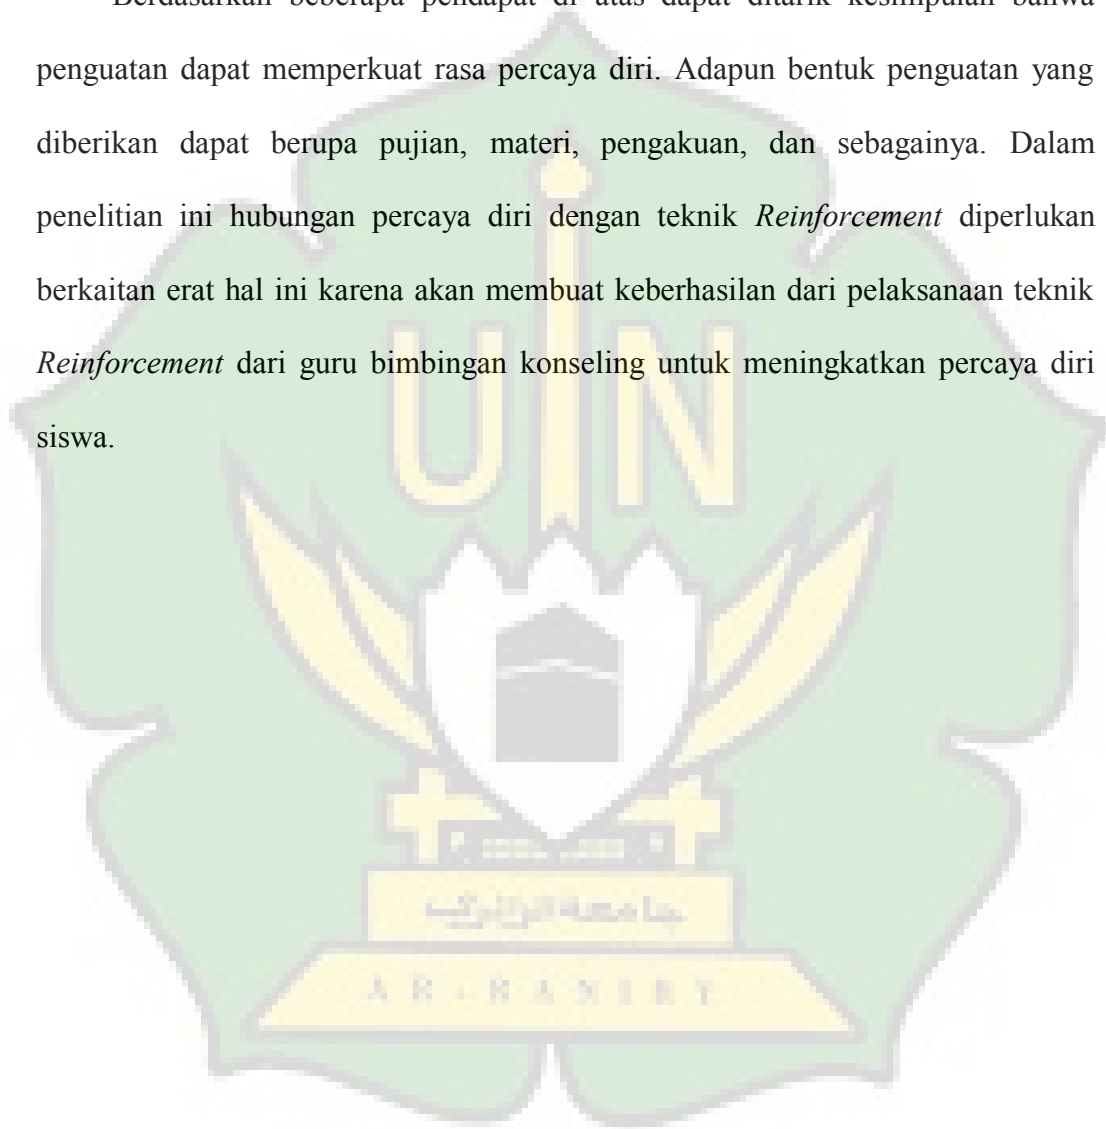 Berdasarkan beberapa pendapat di atas dapat ditarik kesimpulan bahwa
penguatan dapat memperkuat rasa percaya diri. Adapun bentuk penguatan yang
diberikan dapat berupa pujian, materi, pengakuan, dan sebagainya. Dalam
penelitian ini hubungan percaya diri dengan teknik Reinforcement diperlukan
berkaitan erat hal ini karena akan membuat keberhasilan dari pelaksanaan teknik
Reinforcement dari guru bimbingan konseling untuk meningkatkan percaya diri
siswa.
UIN
جامعة الرانري
AR-RANIRY